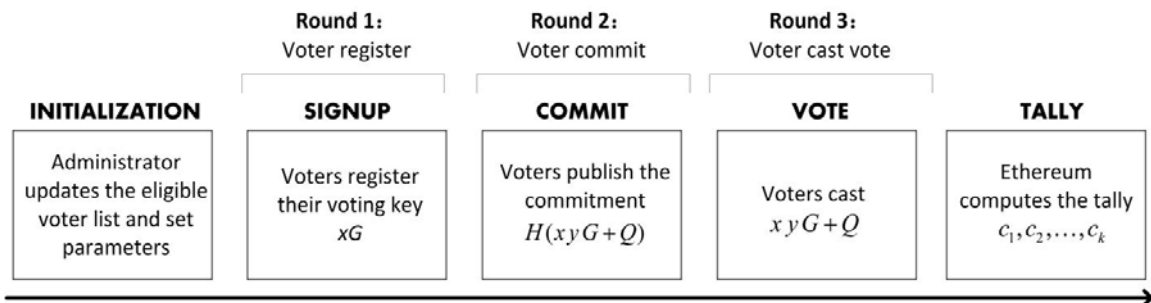 Round 1:
Voter register
Round 2:
Voter commit
Round 3:
Voter cast vote
INITIALIZATION
Administrator
updates the eligible
voter list and set
parameters
SIGNUP
Voters register
their voting key
xG
COMMIT
Voters publish the
commitment
H(xyG+Q)
VOTE
Voters cast
xyG+Q
TALLY
Ethereum
computes the tally
c₁,c₂,…,cₖ